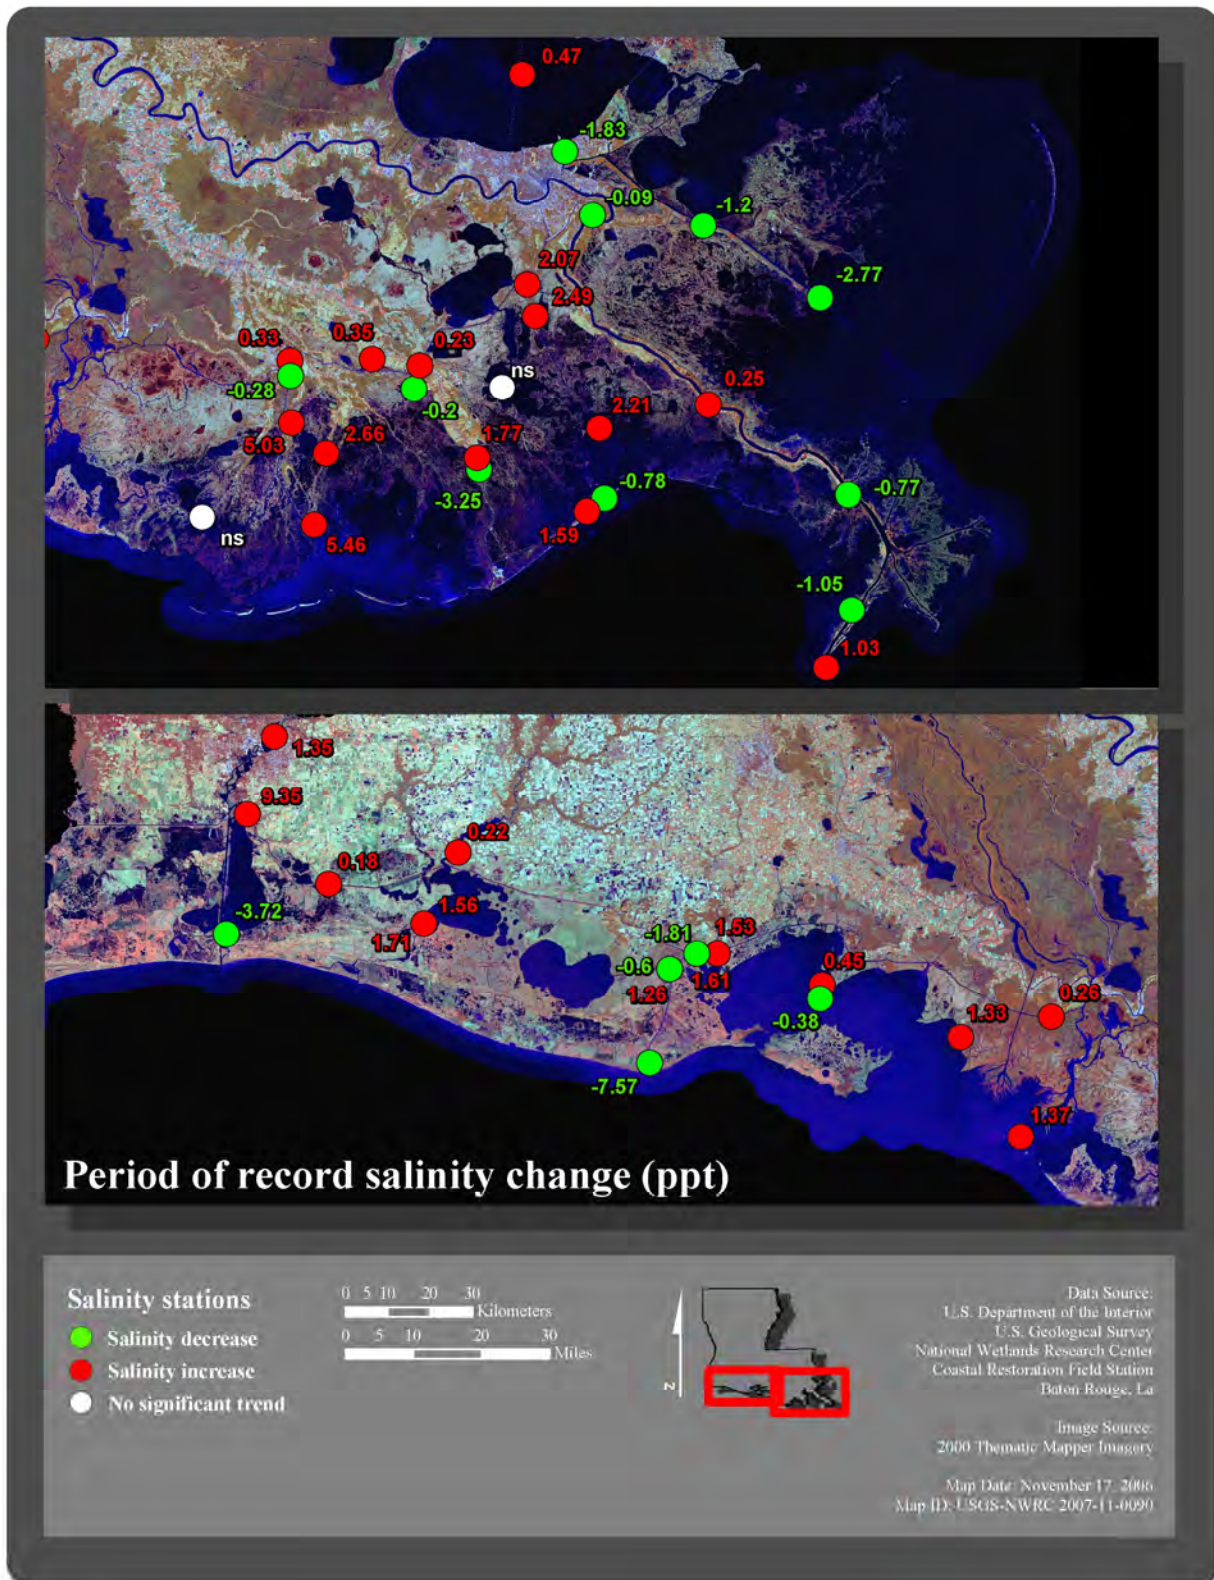 0.47
-1.83
-0.09
-1.2
2.07
-2.77
2.49
0.33
0.35
0.23
ns
-0.28
-0.2
0.25
2.21
5.03
2.66
1.77
-3.25
-0.78
-0.77
ns
5.46
1.59
-1.05
1.03
1.35
9.35
0.22
0.18
-3.72
1.56
1.71
-1.81
1.53
-0.6
1.26
1.61
0.45
-0.38
1.33
0.26
-7.57
1.37
Period of record salinity change (ppt)
Salinity stations
Salinity decrease
Salinity increase
No significant trend
0 5 10 20 30
Kilometers
0 5 10 20 30
Miles
N
Data Source:
U.S. Department of the Interior
U.S. Geological Survey
National Wetlands Research Center
Coastal Restoration Field Station
Baton Rouge, La
Image Source:
2000 Thematic Mapper Imagery
Map Date: November 17, 2006
Map ID: USGS-NWRC 2007-11-0090